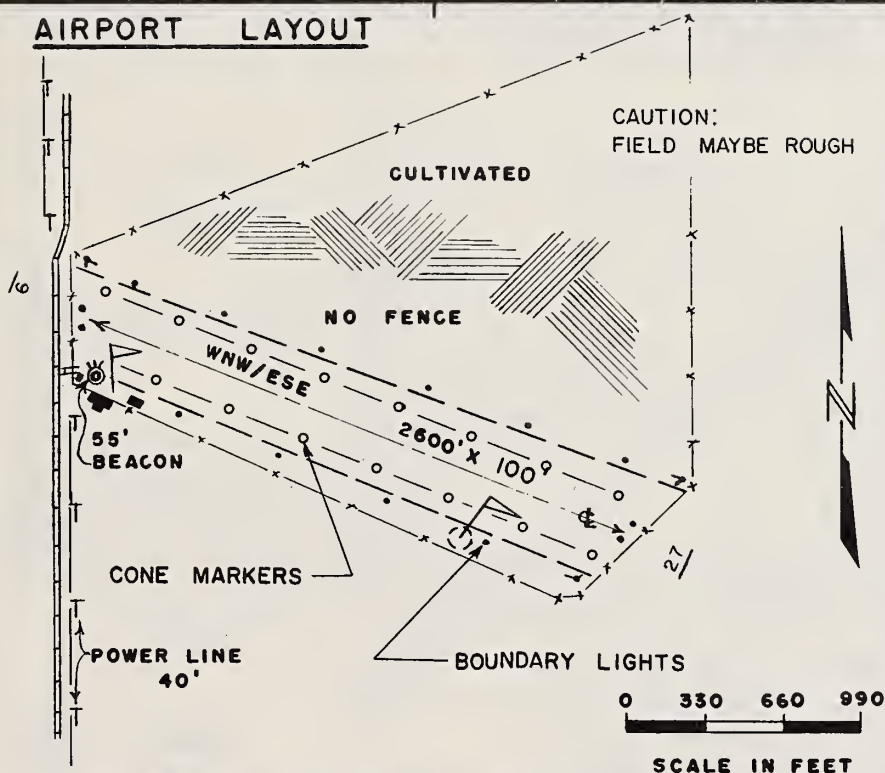 AIRPORT LAYOUT
CAUTION:
FIELD MAYBE ROUGH
CULTIVATED
NO FENCE
WNW/ESE
2600' X 100'
55'
BEACON
CONE MARKERS
27
N
POWER LINE
40'
BOUNDARY LIGHTS
0 330 660 990
SCALE IN FEET